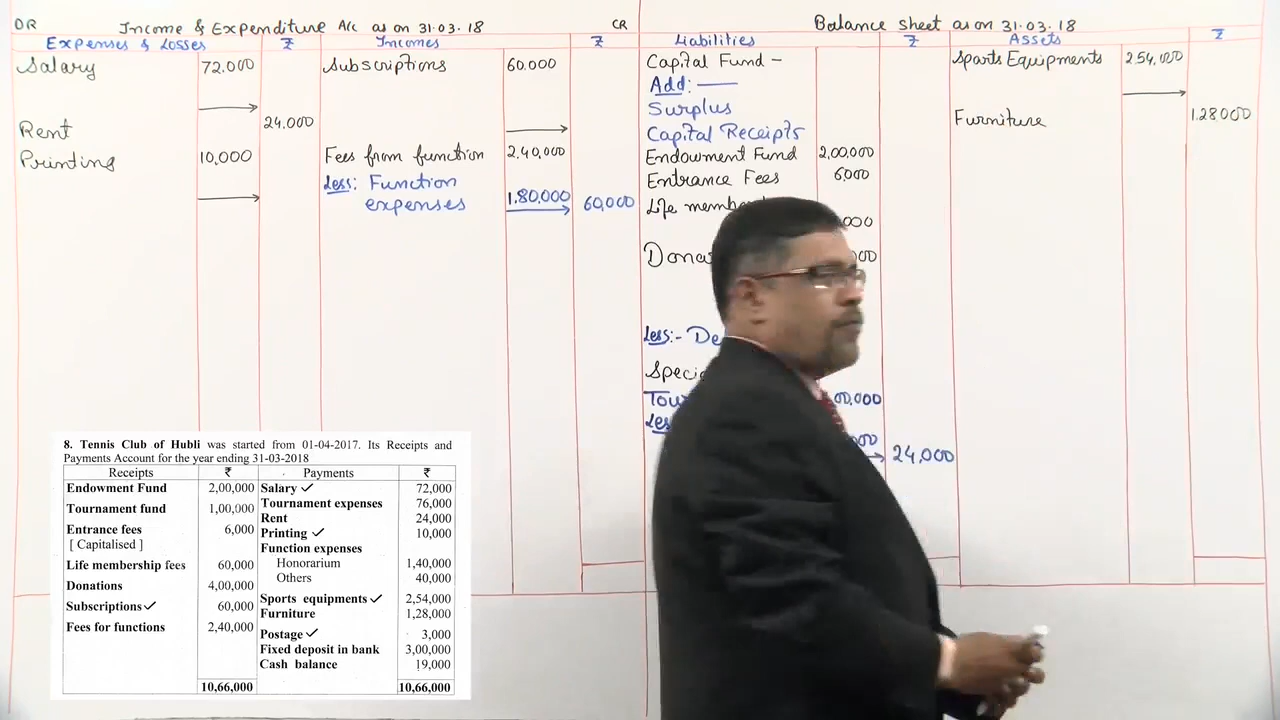 DR Income & Expenditure A/c as on 31.03.18 CR
Expenses & Losses ₹ Incomes ₹
Salary 72,000 Subscriptions 60,000
Rent 24,000
Printing 10,000 Fees from function 2,40,000
Less: Function
expenses 1,80,000 60,000
Balance sheet as on 31.03.18
Liabilities ₹ Assets ₹
Capital Fund - Sports Equipments 2,54,000
Add: ——
Surplus Furniture 1,28,000
Capital Receipts
Endowment Fund 2,00,000
Entrance Fees 6,000
Life
Less:-
24,000
8. Tennis Club of Hubli was started from 01-04-2017. Its Receipts and
Payments Account for the year ending 31-03-2018
Receipts ₹ Payments ₹
Endowment Fund 2,00,000 Salary ✓ 72,000
Tournament fund 1,00,000 Tournament expenses 76,000
Rent 24,000
Entrance fees 6,000 Printing ✓ 10,000
[ Capitalised ] Function expenses
Honorarium 1,40,000
Life membership fees 60,000 Others 40,000
Donations 4,00,000
Sports equipments ✓ 2,54,000
Subscriptions ✓ 60,000 Furniture 1,28,000
Fees for functions 2,40,000 Postage ✓ 3,000
Fixed deposit in bank 3,00,000
Cash balance 19,000
10,66,000 10,66,000